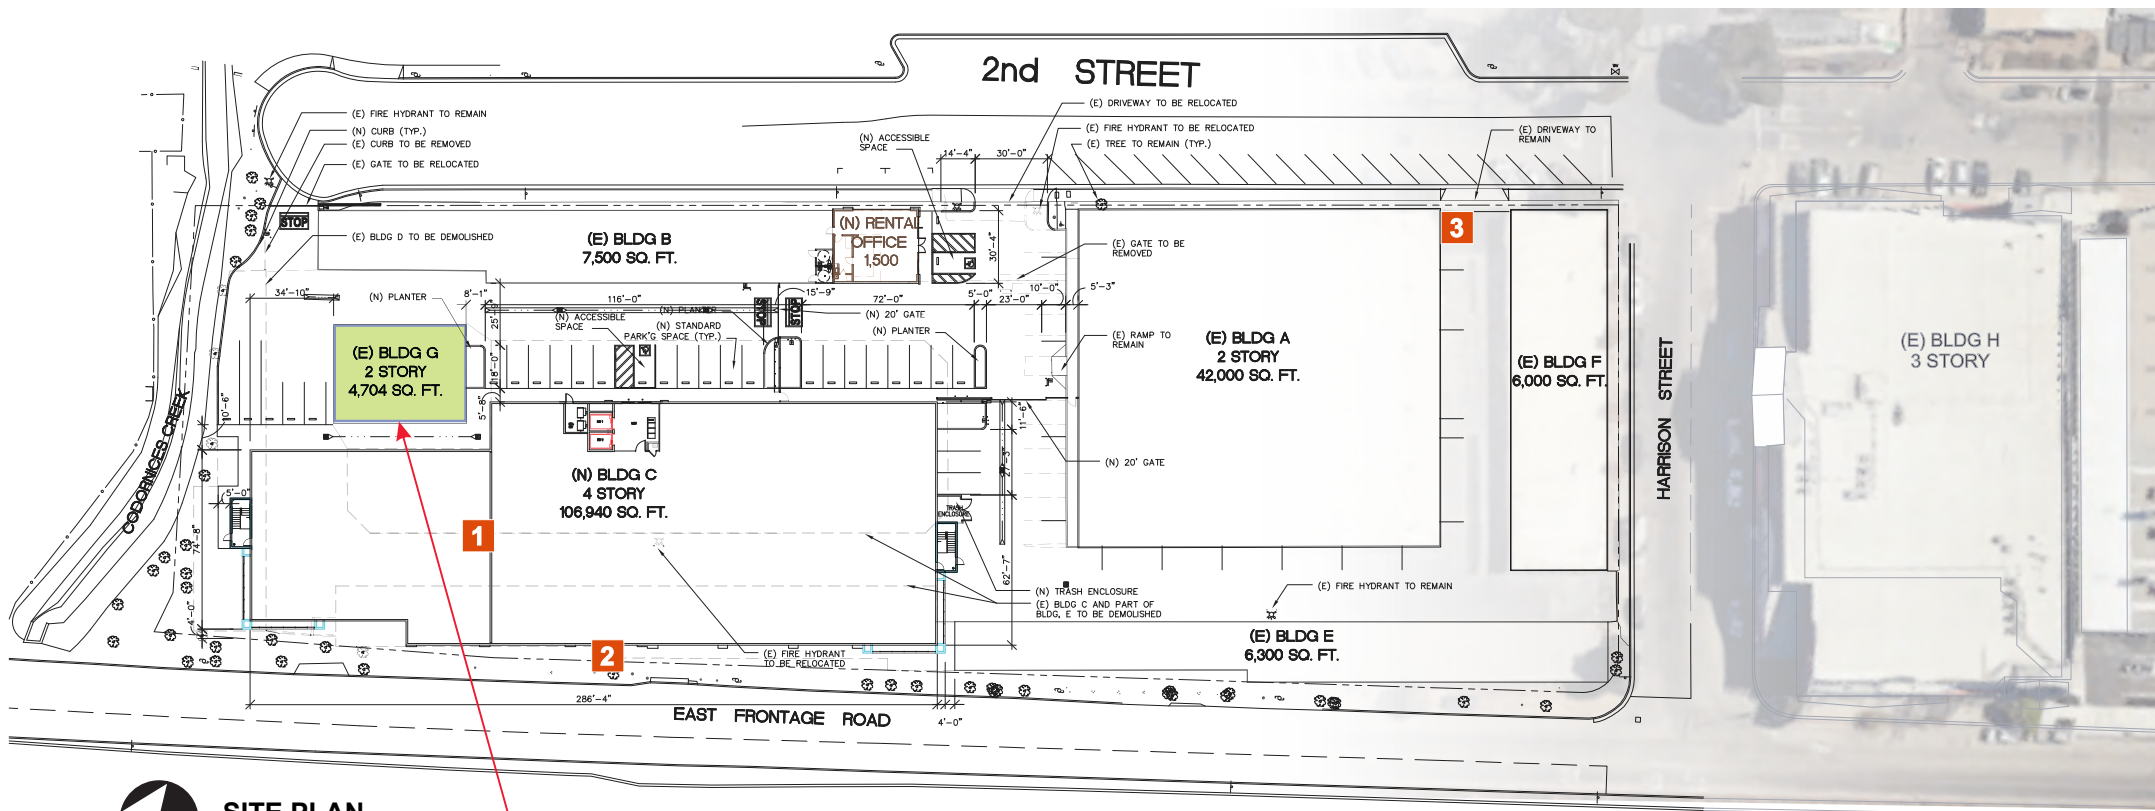 2nd STREET
(E) FIRE HYDRANT TO REMAIN
(N) CURB (TYP.)
(E) CURB TO BE REMOVED
(E) GATE TO BE RELOCATED
(E) DRIVEWAY TO BE RELOCATED
(E) FIRE HYDRANT TO BE RELOCATED
(E) TREE TO REMAIN (TYP.)
(N) ACCESSIBLE
SPACE
(E) DRIVEWAY TO
REMAIN
14'-4"
30'-0"
STOP
(E) BLDG D TO BE DEMOLISHED
(E) BLDG B
7,500 SQ. FT.
(N) RENTAL
OFFICE
1,500
30'-4"
(E) GATE TO BE
REMOVED
3
34'-10"
(N) PLANTER
8'-1"
25'-9"
116'-0"
15'-9"
72'-0"
5'-0"
23'-0"
10'-0"
5'-3"
(N) ACCESSIBLE
SPACE
(N) PLANTER
(N) STANDARD
PARK'G SPACE (TYP.)
STOP
STOP
(N) 20' GATE
(N) PLANTER
(E) RAMP TO
REMAIN
(E) BLDG G
2 STORY
4,704 SQ. FT.
18'-0"
(E) BLDG A
2 STORY
42,000 SQ. FT.
(E) BLDG F
6,000 SQ. FT.
(E) BLDG H
3 STORY
HARRISON STREET
CODORNICES CREEK
10'-6"
5'-8"
11'-6"
(N) BLDG C
4 STORY
106,940 SQ. FT.
27'-3"
(N) 20' GATE
5'-0"
74'-8"
1
TRASH
ENCLOSURE
62'-7"
4'-0"
(N) TRASH ENCLOSURE
(E) BLDG C AND PART OF
BLDG, E TO BE DEMOLISHED
(E) FIRE HYDRANT TO REMAIN
(E) BLDG E
6,300 SQ. FT.
2
(E) FIRE HYDRANT
TO BE RELOCATED
286'-4"
4'-0"
EAST FRONTAGE ROAD
SITE PLAN